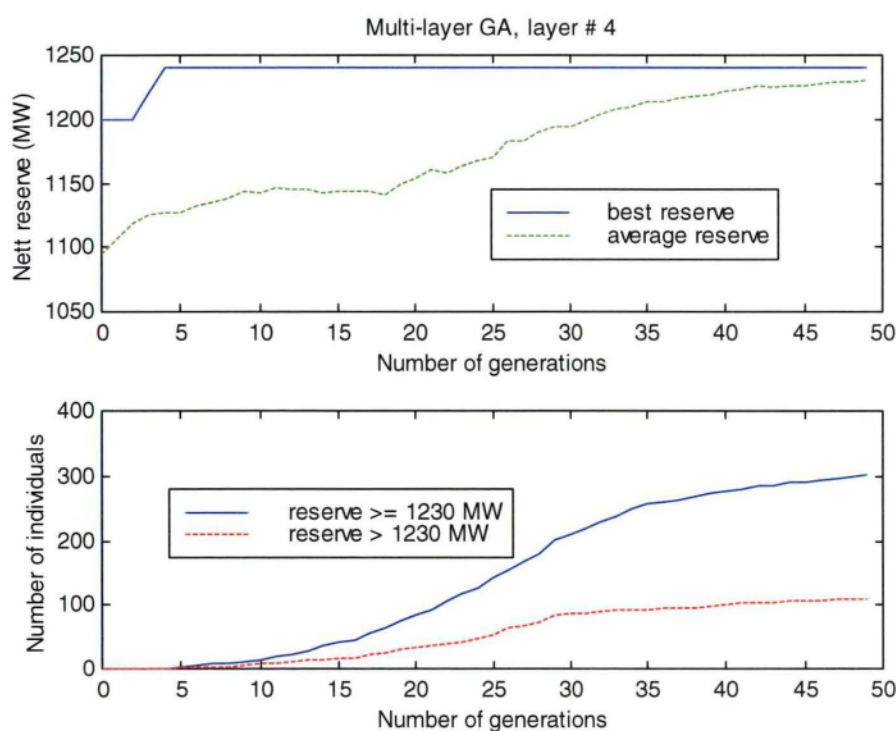 Multi-layer GA, layer # 4
1250
1200
1150
1100
1050
Nett reserve (MW)
best reserve
average reserve
0 5 10 15 20 25 30 35 40 45 50
Number of generations
400
300
200
100
0
Number of individuals
reserve >= 1230 MW
reserve > 1230 MW
0 5 10 15 20 25 30 35 40 45 50
Number of generations